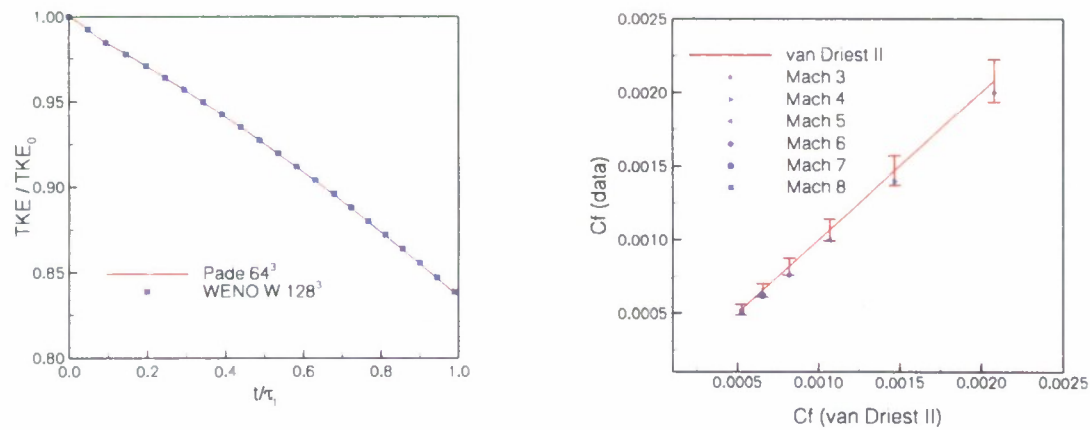 1.00
0.95
0.90
0.85
0.80
TKE / TKE₀
Pade 64³
WENO W 128³
0.0 0.2 0.4 0.6 0.8 1.0
t/τ₁
0.0025
0.0020
0.0015
0.0010
0.0005
Cf (data)
van Driest II
Mach 3
Mach 4
Mach 5
Mach 6
Mach 7
Mach 8
0.0005 0.0010 0.0015 0.0020 0.0025
Cf (van Driest II)